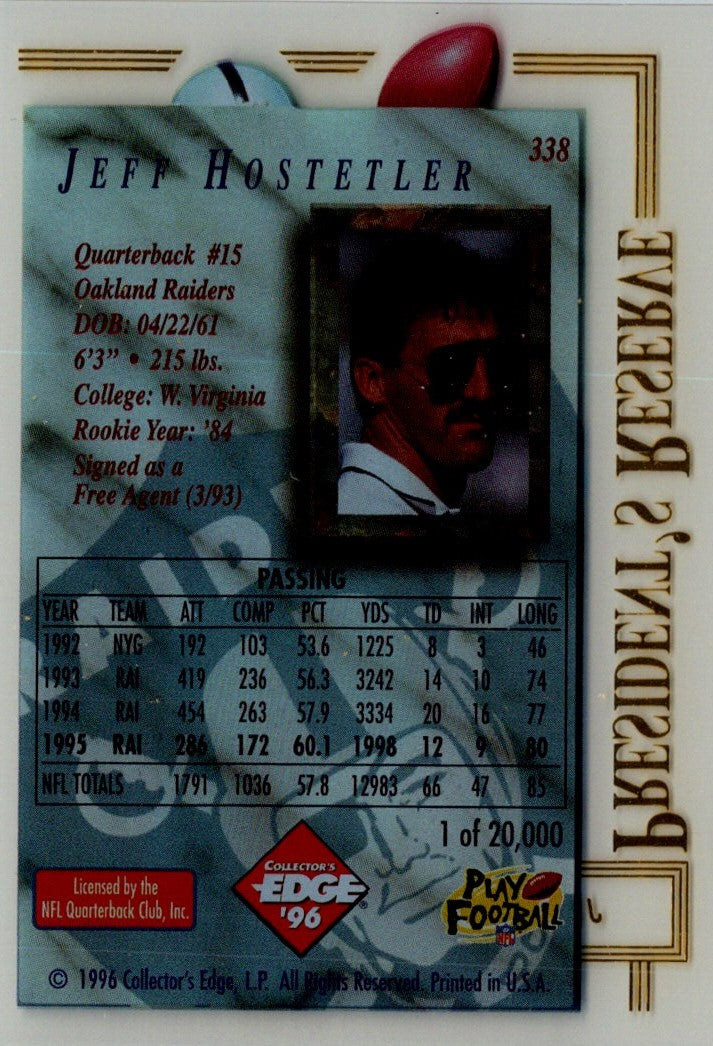 338
JEFF HOSTETLER
Quarterback #15
Oakland Raiders
DOB: 04/22/61
6'3" • 215 lbs.
College: W. Virginia
Rookie Year: '84
Signed as a
Free Agent (3/93)
PASSING
YEAR TEAM ATT COMP PCT YDS TD INT LONG
1992 NYG 192 103 53.6 1225 8 3 46
1993 RAI 419 236 56.3 3242 14 10 74
1994 RAI 454 263 57.9 3334 20 16 77
1995 RAI 286 172 60.1 1998 12 9 80
NFL TOTALS 1791 1036 57.8 12983 66 47 85
1 of 20,000
Licensed by the
NFL Quarterback Club, Inc.
COLLECTOR'S
EDGE®
'96
PLAY
FOOTBALL
NFL
© 1996 Collector's Edge, L.P. All Rights Reserved. Printed in U.S.A.
PRESIDENT'S RESERVE